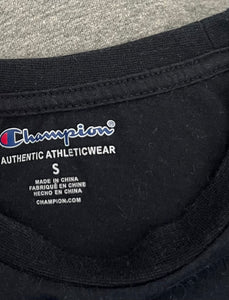 Champion
AUTHENTIC ATHLETICWEAR
S
MADE IN CHINA
FABRIQUÉ EN CHINE
HECHO EN CHINA
CHAMPION.COM